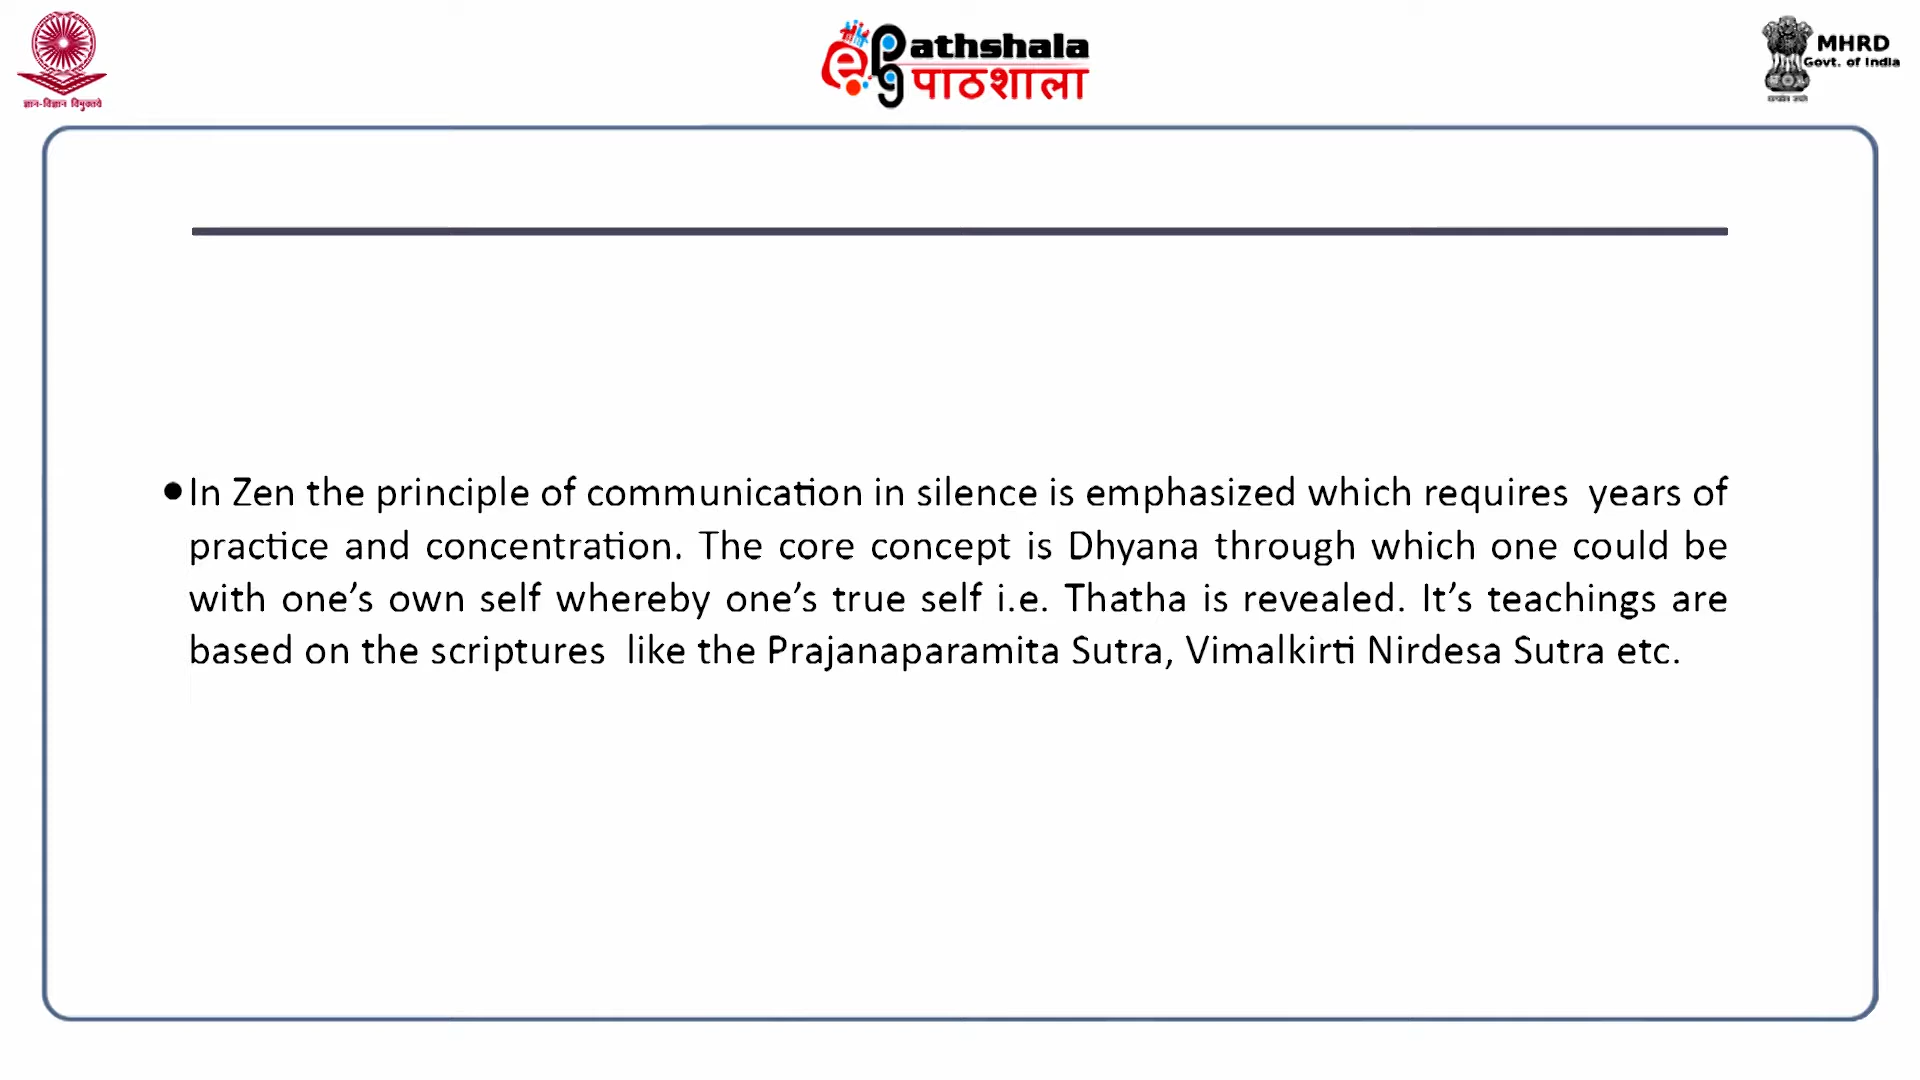 ज्ञान-विज्ञान विमुक्तये
e pg Pathshala
पाठशाला
MHRD
Govt. of India
●In Zen the principle of communication in silence is emphasized which requires  years of
practice and concentration. The core concept is Dhyana through which one could be
with one’s own self whereby one’s true self i.e. Thatha is revealed. It’s teachings are
based on the scriptures  like the Prajanaparamita Sutra, Vimalkirti Nirdesa Sutra etc.